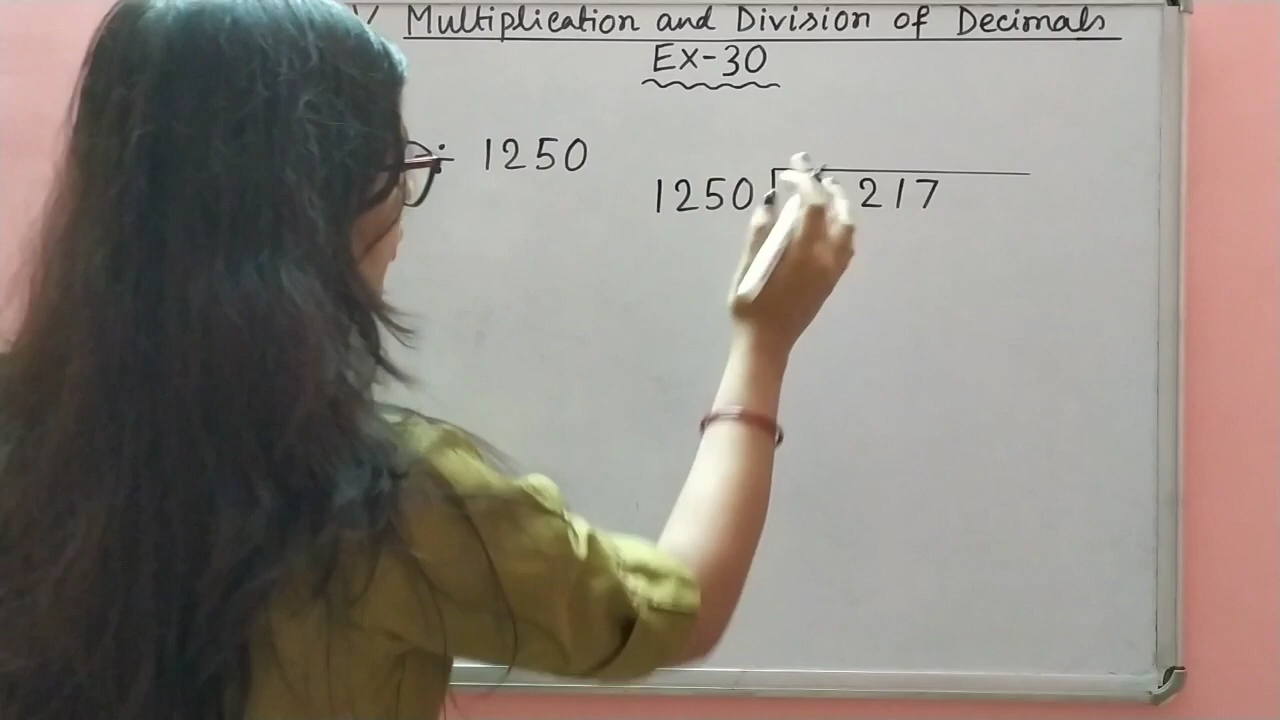 Multiplication and Division of Decimals
Ex-30
÷ 1250
1250 217